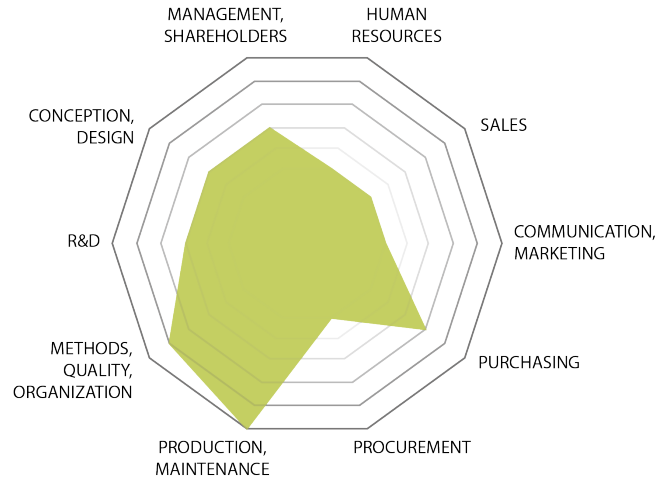 MANAGEMENT,
SHAREHOLDERS
HUMAN
RESOURCES
SALES
COMMUNICATION,
MARKETING
PURCHASING
PROCUREMENT
PRODUCTION,
MAINTENANCE
METHODS,
QUALITY,
ORGANIZATION
R&D
CONCEPTION,
DESIGN